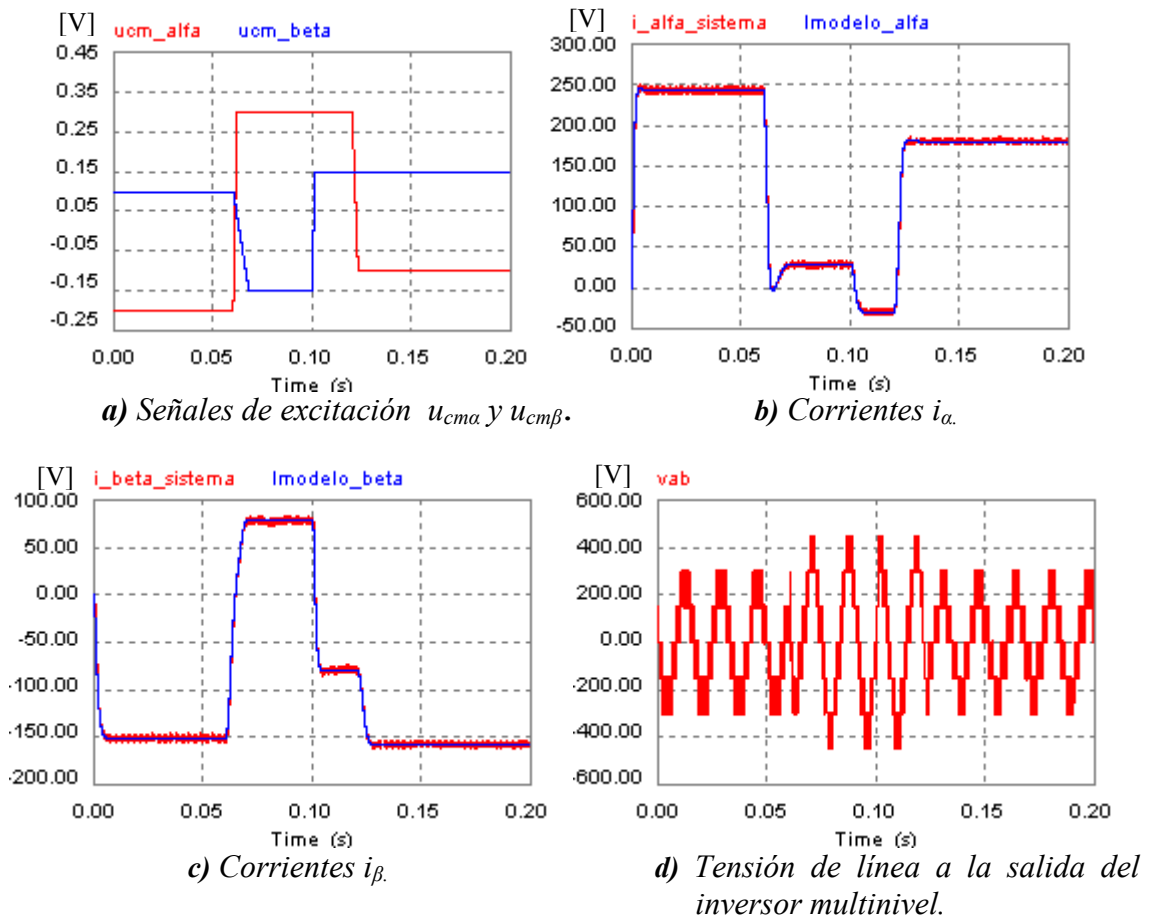 [V]
ucm_alfa ucm_beta
0.45
0.35
0.25
0.15
0.05
-0.05
-0.15
-0.25
0.00 0.05 0.10 0.15 0.20
Time (s)
a) Señales de excitación ucmα y ucmβ.
[V]
i_alfa_sistema Imodelo_alfa
300.00
250.00
200.00
150.00
100.00
50.00
0.00
-50.00
0.00 0.05 0.10 0.15 0.20
Time (s)
b) Corrientes iα.
[V]
i_beta_sistema Imodelo_beta
100.00
50.00
0.00
-50.00
-100.00
-150.00
-200.00
0.00 0.05 0.10 0.15 0.20
Time (s)
c) Corrientes iβ.
[V]
vab
600.00
400.00
200.00
0.00
-200.00
-400.00
-600.00
0.00 0.05 0.10 0.15 0.20
Time (s)
d) Tensión de línea a la salida del
inversor multinivel.